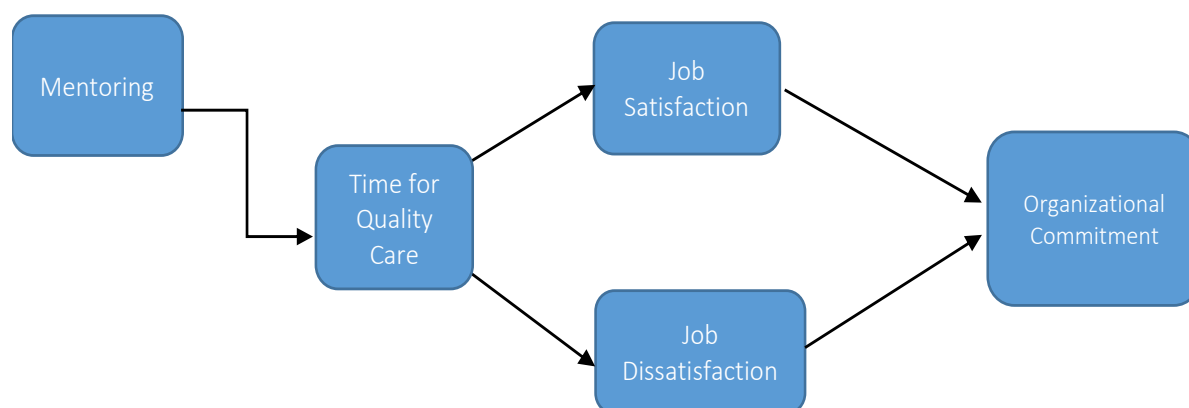 Mentoring
Time for
Quality
Care
Job
Satisfaction
Job
Dissatisfaction
Organizational
Commitment